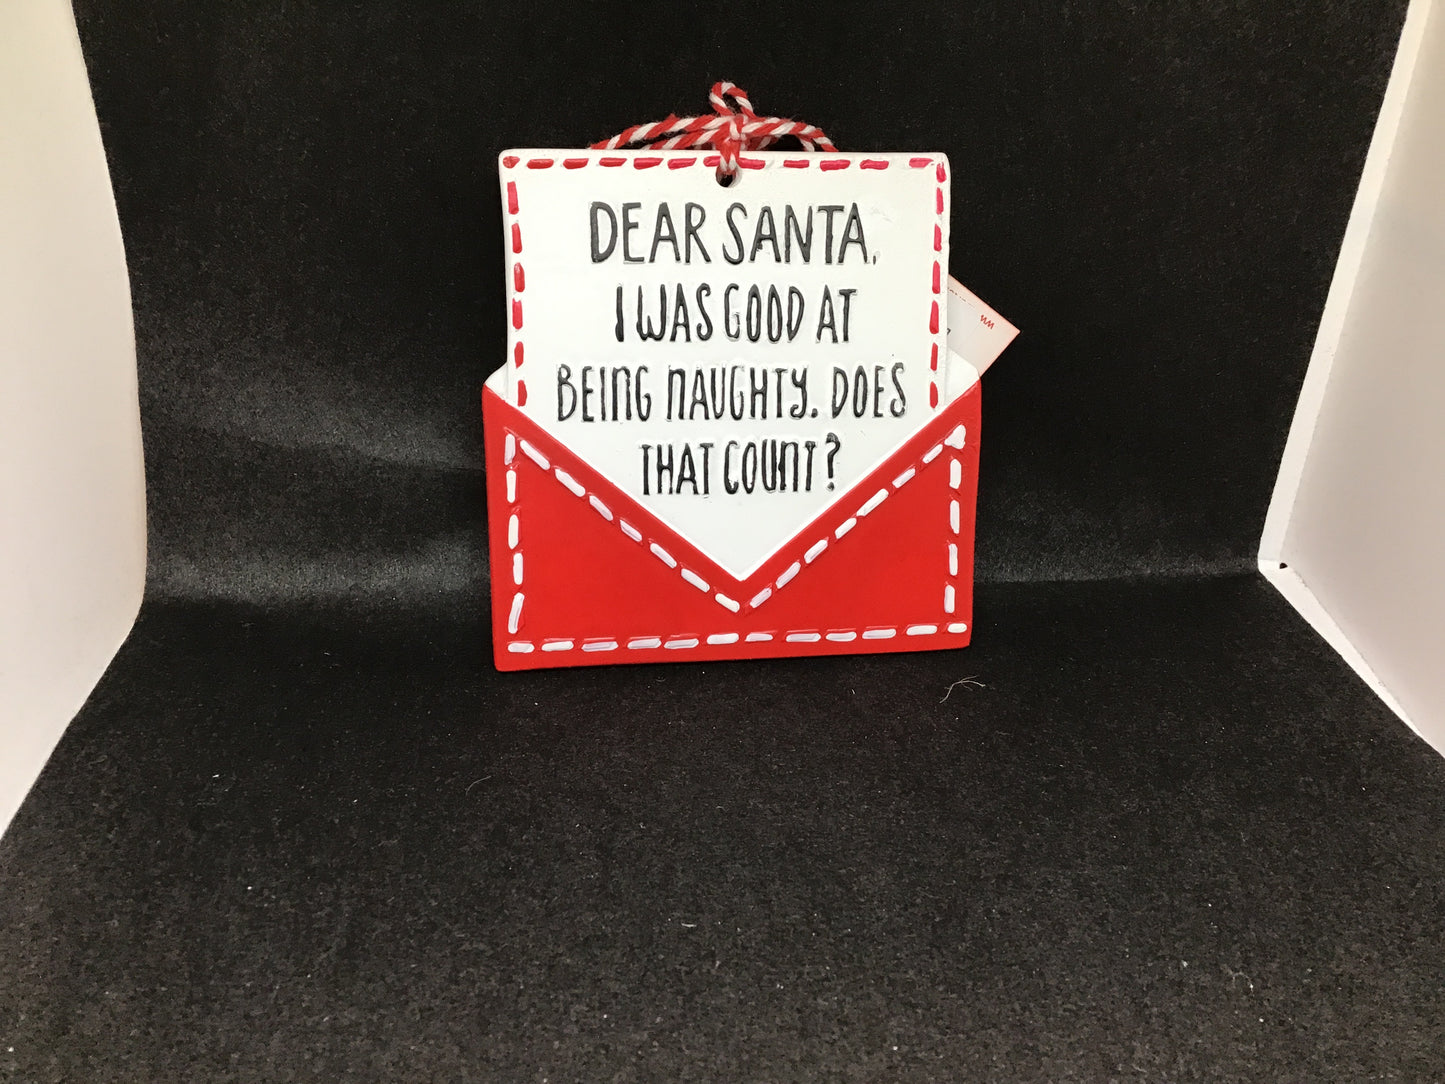 DEAR SANTA,
I WAS GOOD AT
BEING NAUGHTY. DOES
THAT COUNT?